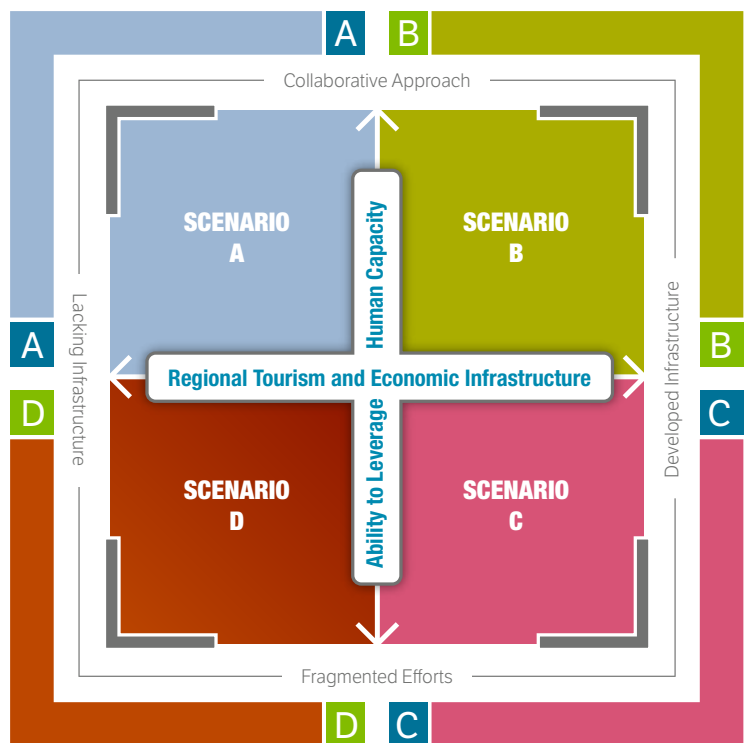 A B
Collaborative Approach
SCENARIO
A
SCENARIO
B
Ability to Leverage Human Capacity
Regional Tourism and Economic Infrastructure
Lacking Infrastructure
Developed Infrastructure
A
B
D
C
SCENARIO
D
SCENARIO
C
Fragmented Efforts
D C